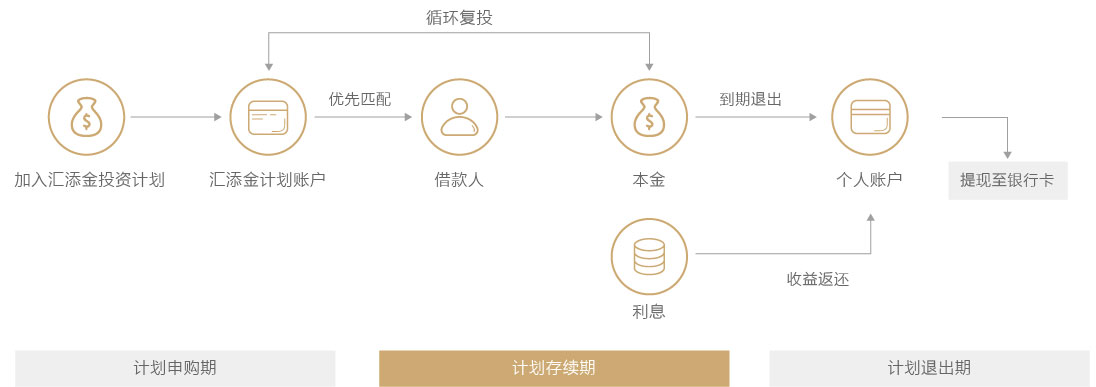 循环复投
优先匹配
到期退出
加入汇添金投资计划
汇添金计划账户
借款人
本金
个人账户
提现至银行卡
收益返还
利息
计划申购期
计划存续期
计划退出期